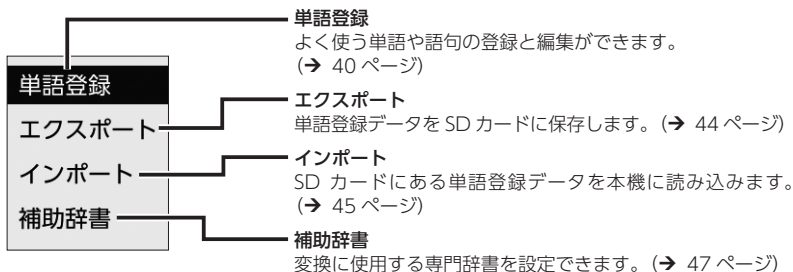 単語登録
エクスポート
インポート
補助辞書
単語登録
よく使う単語や語句の登録と編集ができます。
(➔ 40 ページ)
エクスポート
単語登録データを SD カードに保存します。(➔ 44 ページ)
インポート
SD カードにある単語登録データを本機に読み込みます。
(➔ 45 ページ)
補助辞書
変換に使用する専門辞書を設定できます。(➔ 47 ページ)